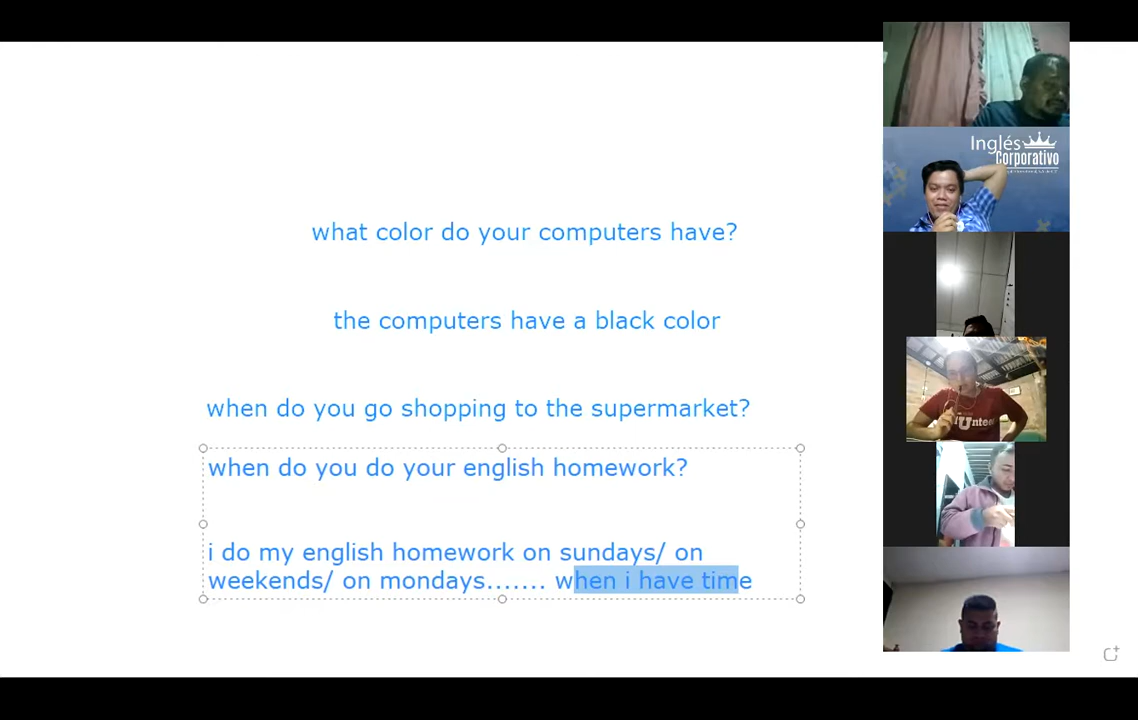 Inglés
Corporativo
what color do your computers have?
the computers have a black color
when do you go shopping to the supermarket?
when do you do your english homework?
i do my english homework on sundays/ on
weekends/ on mondays....... when i have time